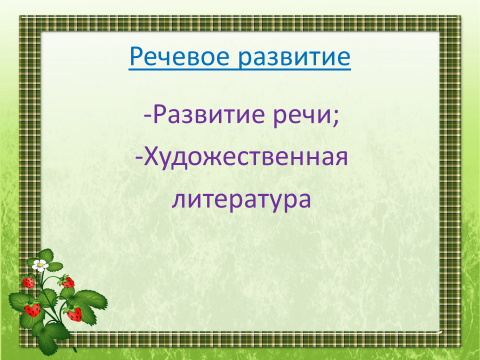 Речевое развитие
-Развитие речи;
-Художественная
литература